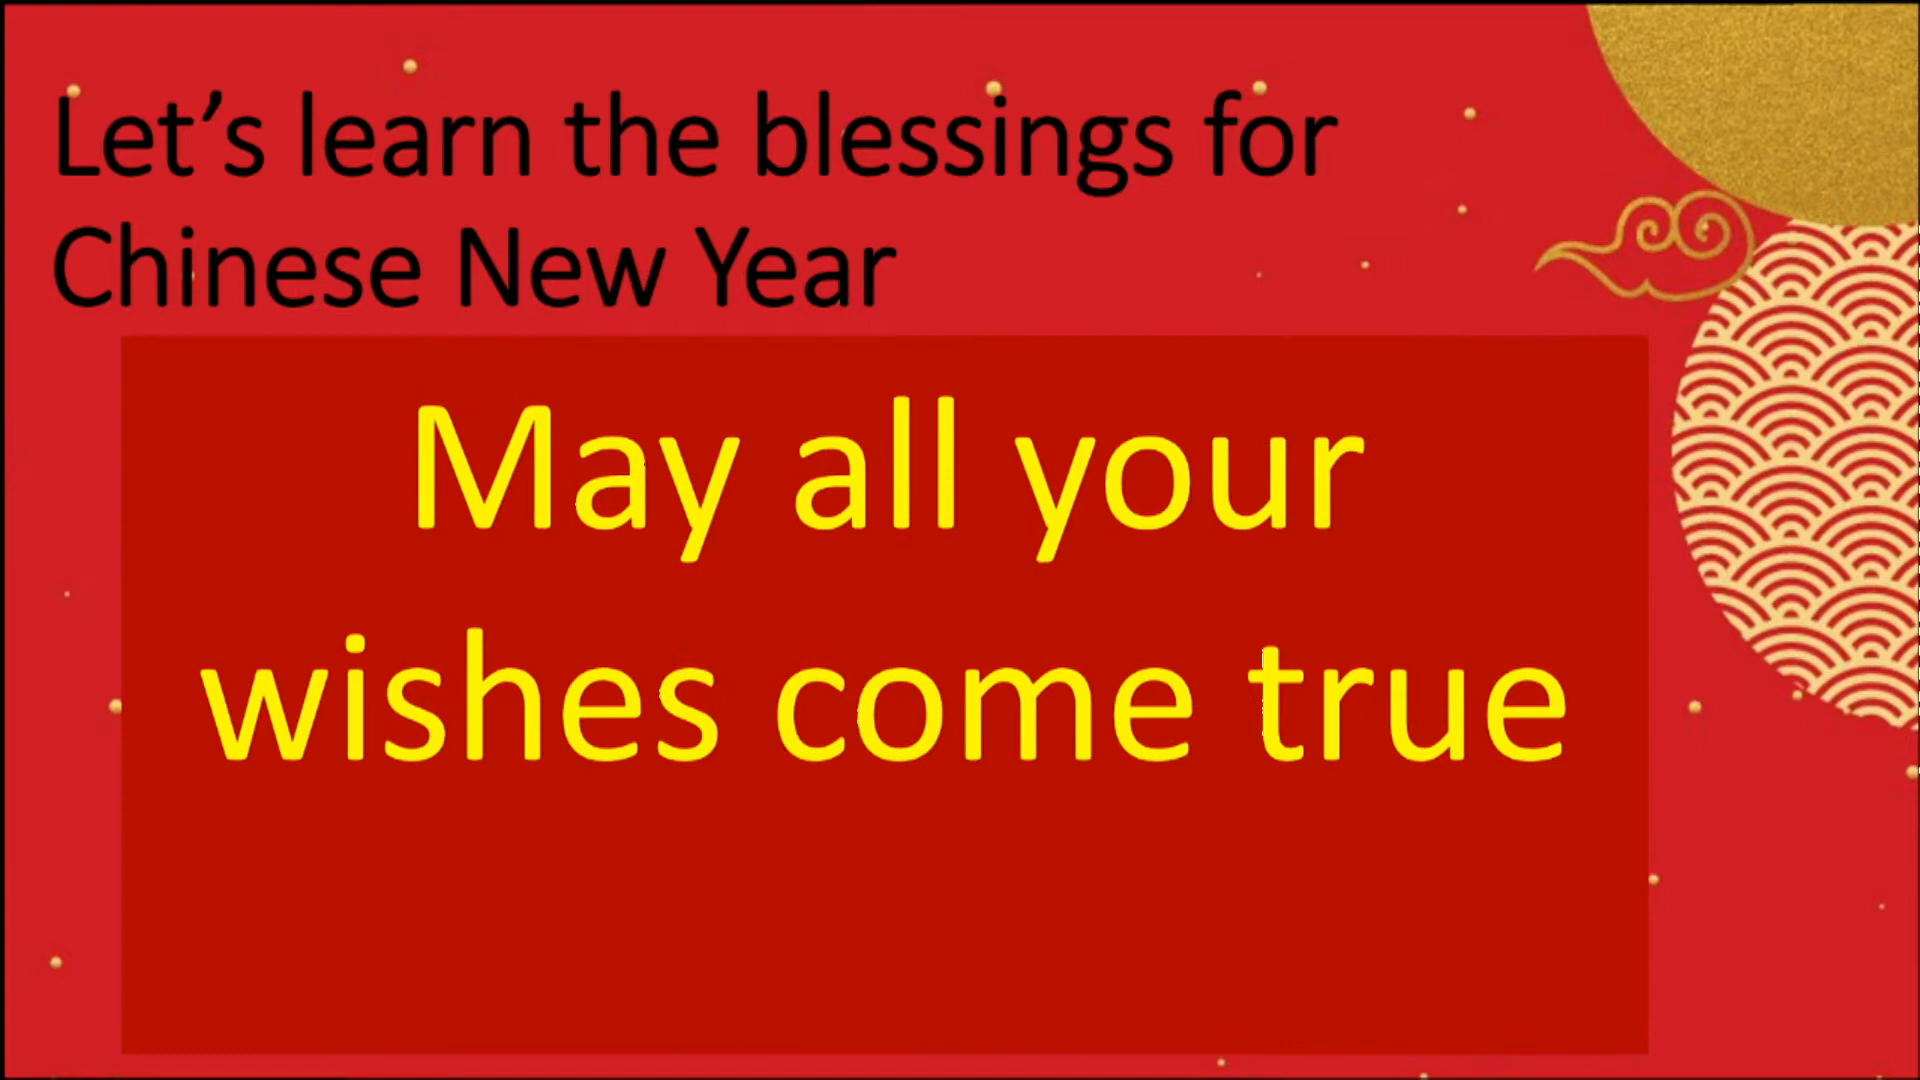 Let’s learn the blessings for
Chinese New Year
May all your
wishes come true